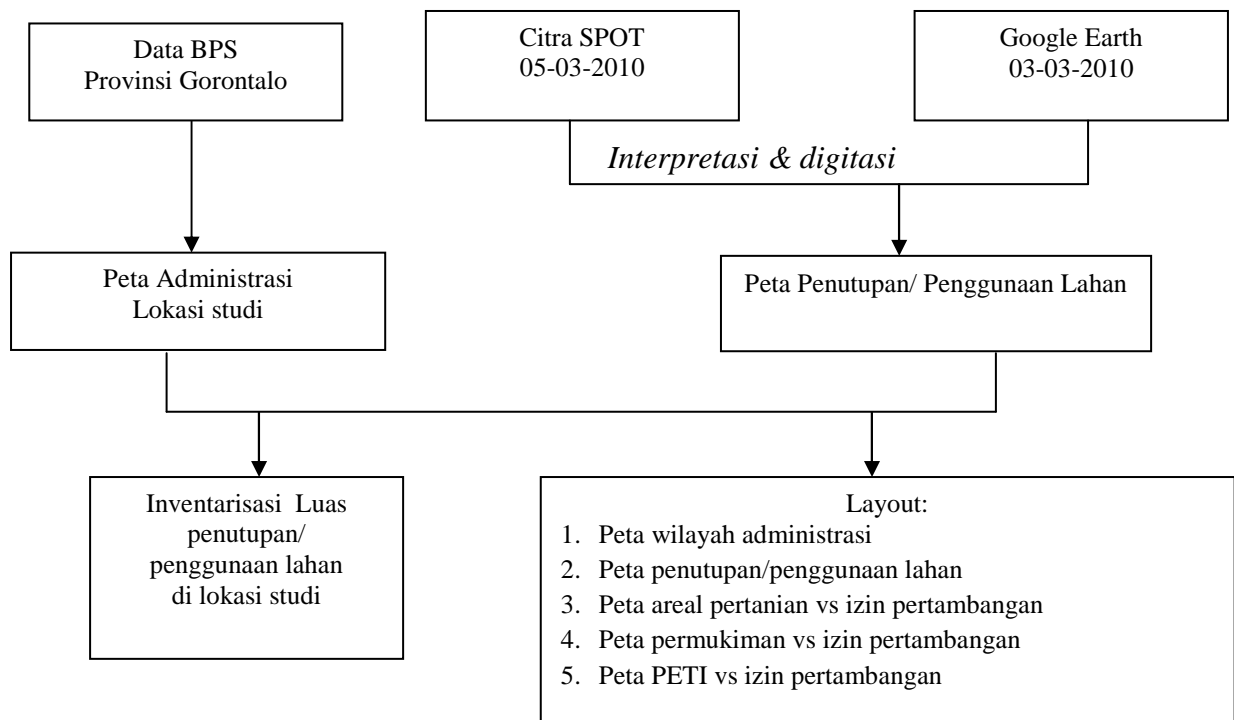 Data BPS
Provinsi Gorontalo
Citra SPOT
05-03-2010
Google Earth
03-03-2010
Interpretasi & digitasi
Peta Administrasi
Lokasi studi
Peta Penutupan/ Penggunaan Lahan
Inventarisasi Luas
penutupan/
penggunaan lahan
di lokasi studi
Layout:
1. Peta wilayah administrasi
2. Peta penutupan/penggunaan lahan
3. Peta areal pertanian vs izin pertambangan
4. Peta permukiman vs izin pertambangan
5. Peta PETI vs izin pertambangan